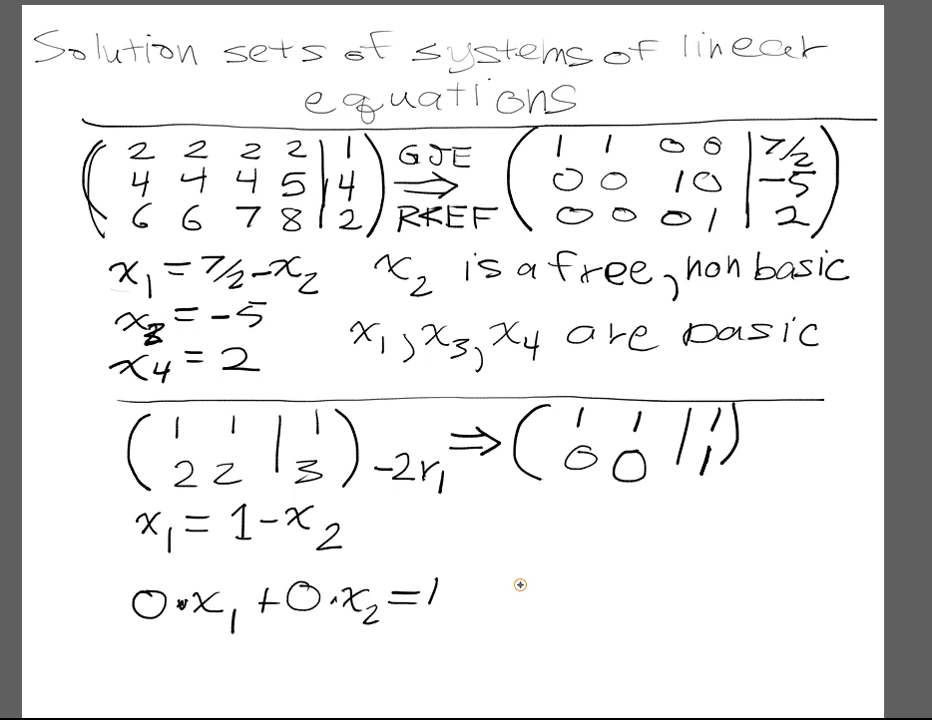 Solution sets of systems of linear
equations
( 2 2 2 2 | 1 ) GJE ( 1 1 0 0 | 7/2 )
( 4 4 4 5 | 4 ) ⇒ ( 0 0 1 0 | -5 )
( 6 6 7 8 | 2 ) RREF ( 0 0 0 1 | 2 )
x₁ = 7/2 - x₂ x₂ is a free, non basic
x₃ = -5
x₁, x₃, x₄ are basic
x₄ = 2
( 1 1 | 1 ) ⇒ ( 1 1 | 1 )
( 2 2 | 3 ) -2r₁ ( 0 0 | 1 )
x₁ = 1 - x₂
0·x₁ + 0·x₂ = 1